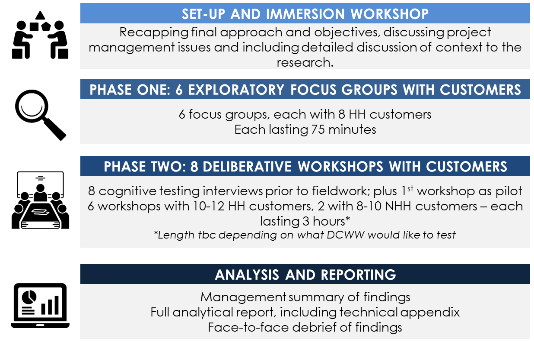 SET-UP AND IMMERSION WORKSHOP
Recapping final approach and objectives, discussing project
management issues and including detailed discussion of context to the
research.
PHASE ONE: 6 EXPLORATORY FOCUS GROUPS WITH CUSTOMERS
6 focus groups, each with 8 HH customers
Each lasting 75 minutes
PHASE TWO: 8 DELIBERATIVE WORKSHOPS WITH CUSTOMERS
8 cognitive testing interviews prior to fieldwork; plus 1st workshop as pilot
6 workshops with 10-12 HH customers, 2 with 8-10 NHH customers – each
lasting 3 hours*
*Length tbc depending on what DCWW would like to test
ANALYSIS AND REPORTING
Management summary of findings
Full analytical report, including technical appendix
Face-to-face debrief of findings